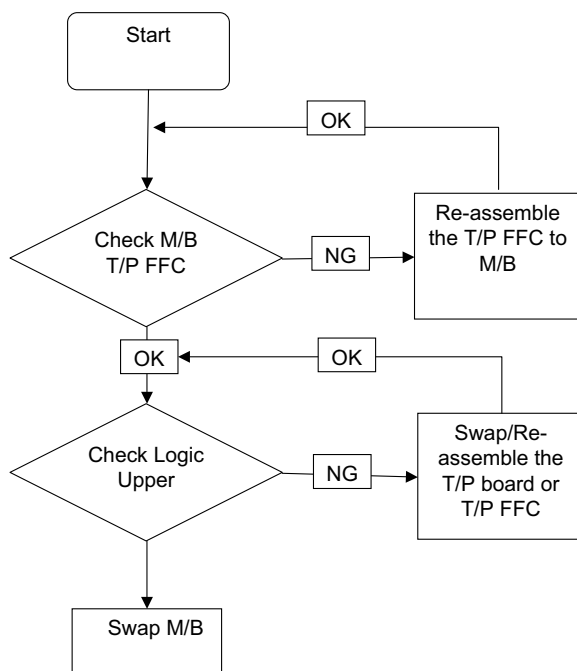 Start
OK
Check M/B
T/P FFC
NG
Re-assemble
the T/P FFC to
M/B
OK
OK
Check Logic
Upper
NG
Swap/Re-
assemble the
T/P board or
T/P FFC
Swap M/B